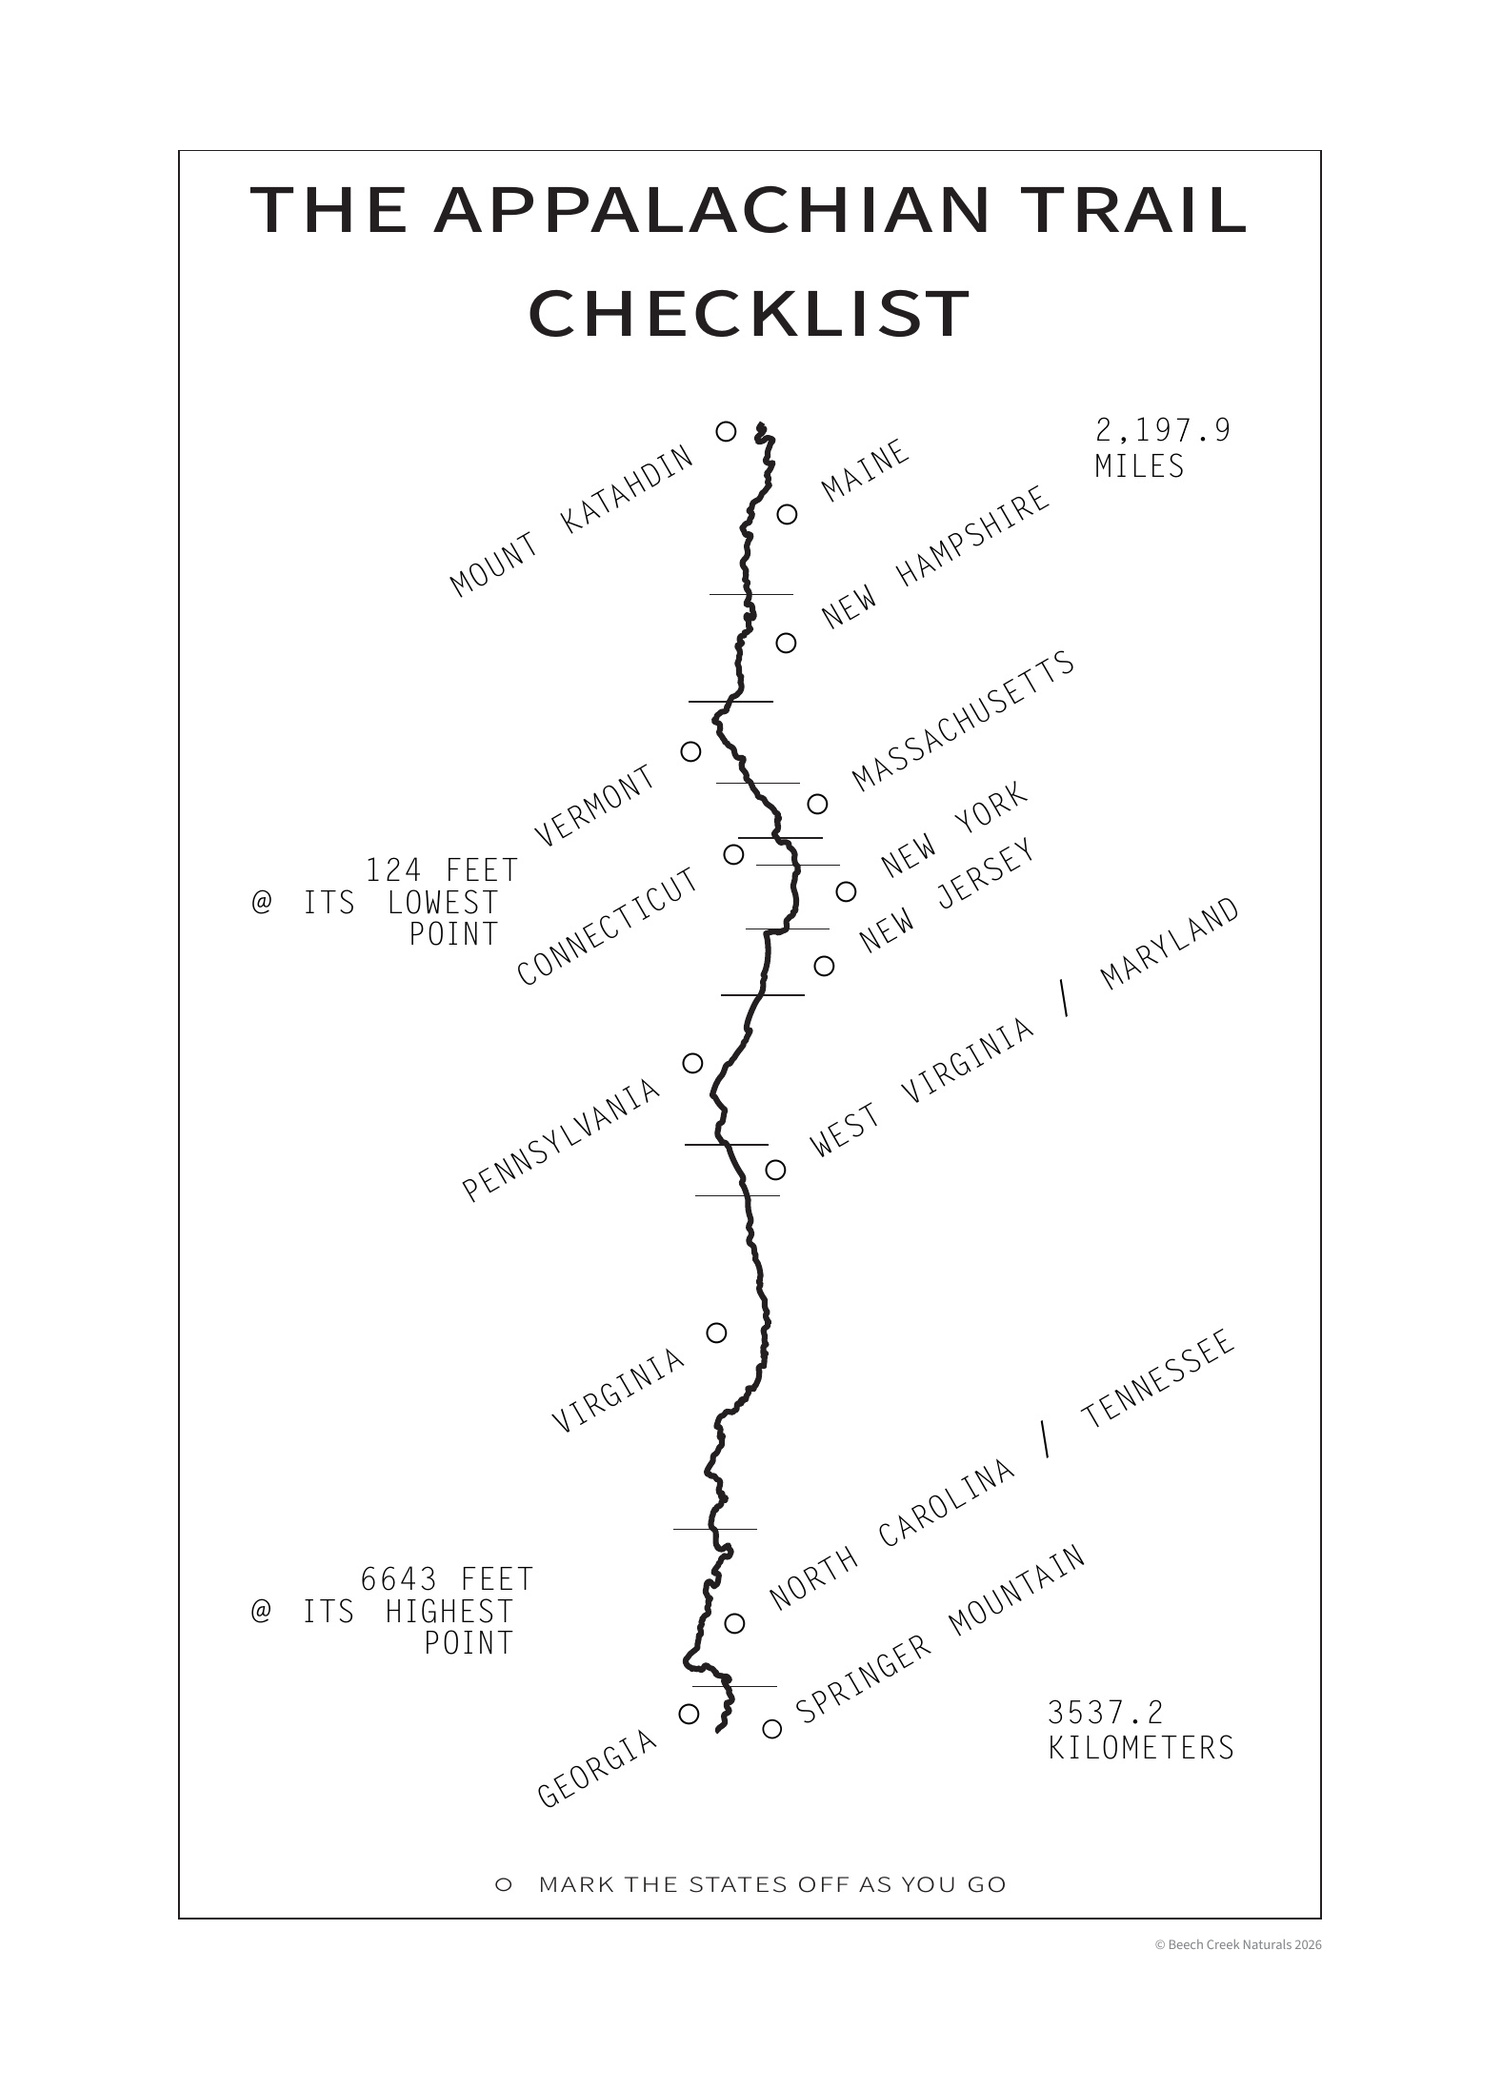 THE APPALACHIAN TRAIL
CHECKLIST
2,197.9
MILES
MOUNT KATAHDIN
MAINE
NEW HAMPSHIRE
MASSACHUSETTS
VERMONT
NEW YORK
124 FEET
@ ITS LOWEST
POINT
CONNECTICUT
NEW JERSEY
WEST VIRGINIA / MARYLAND
PENNSYLVANIA
VIRGINIA
NORTH CAROLINA / TENNESSEE
6643 FEET
@ ITS HIGHEST
POINT
SPRINGER MOUNTAIN
GEORGIA
3537.2
KILOMETERS
MARK THE STATES OFF AS YOU GO
© Beech Creek Naturals 2026